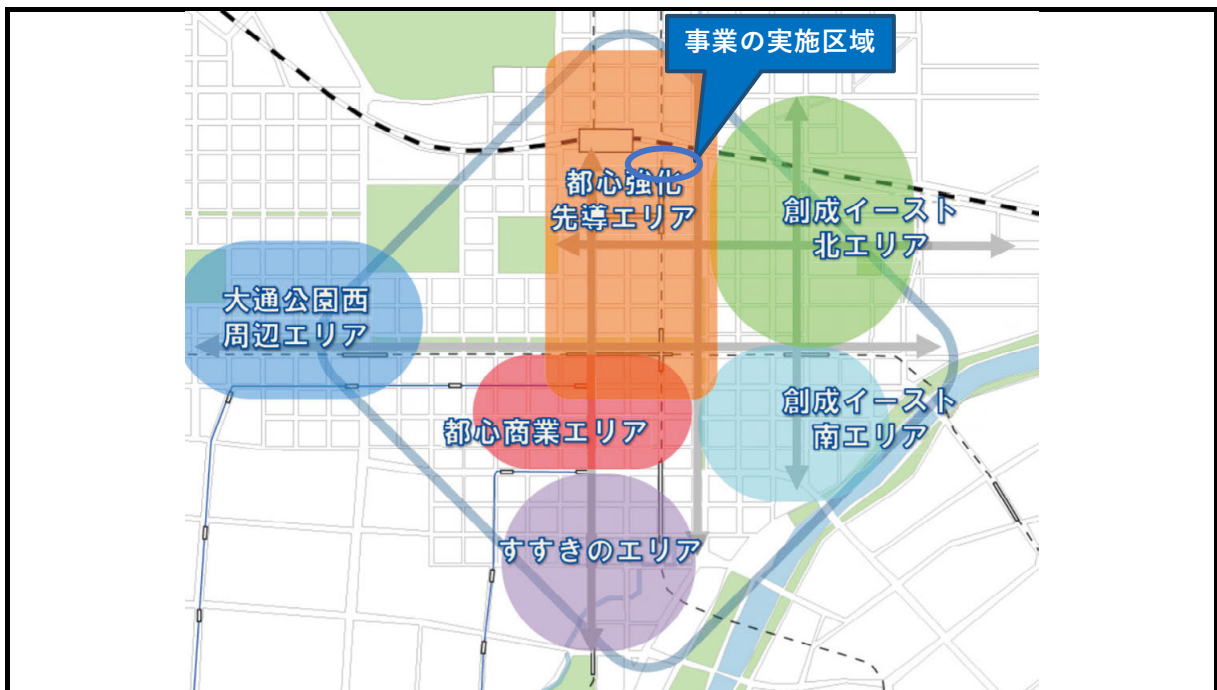 事業の実施区域
都心強化
先導エリア
創成イースト
北エリア
大通公園西
周辺エリア
都心商業エリア
創成イースト
南エリア
すすきのエリア